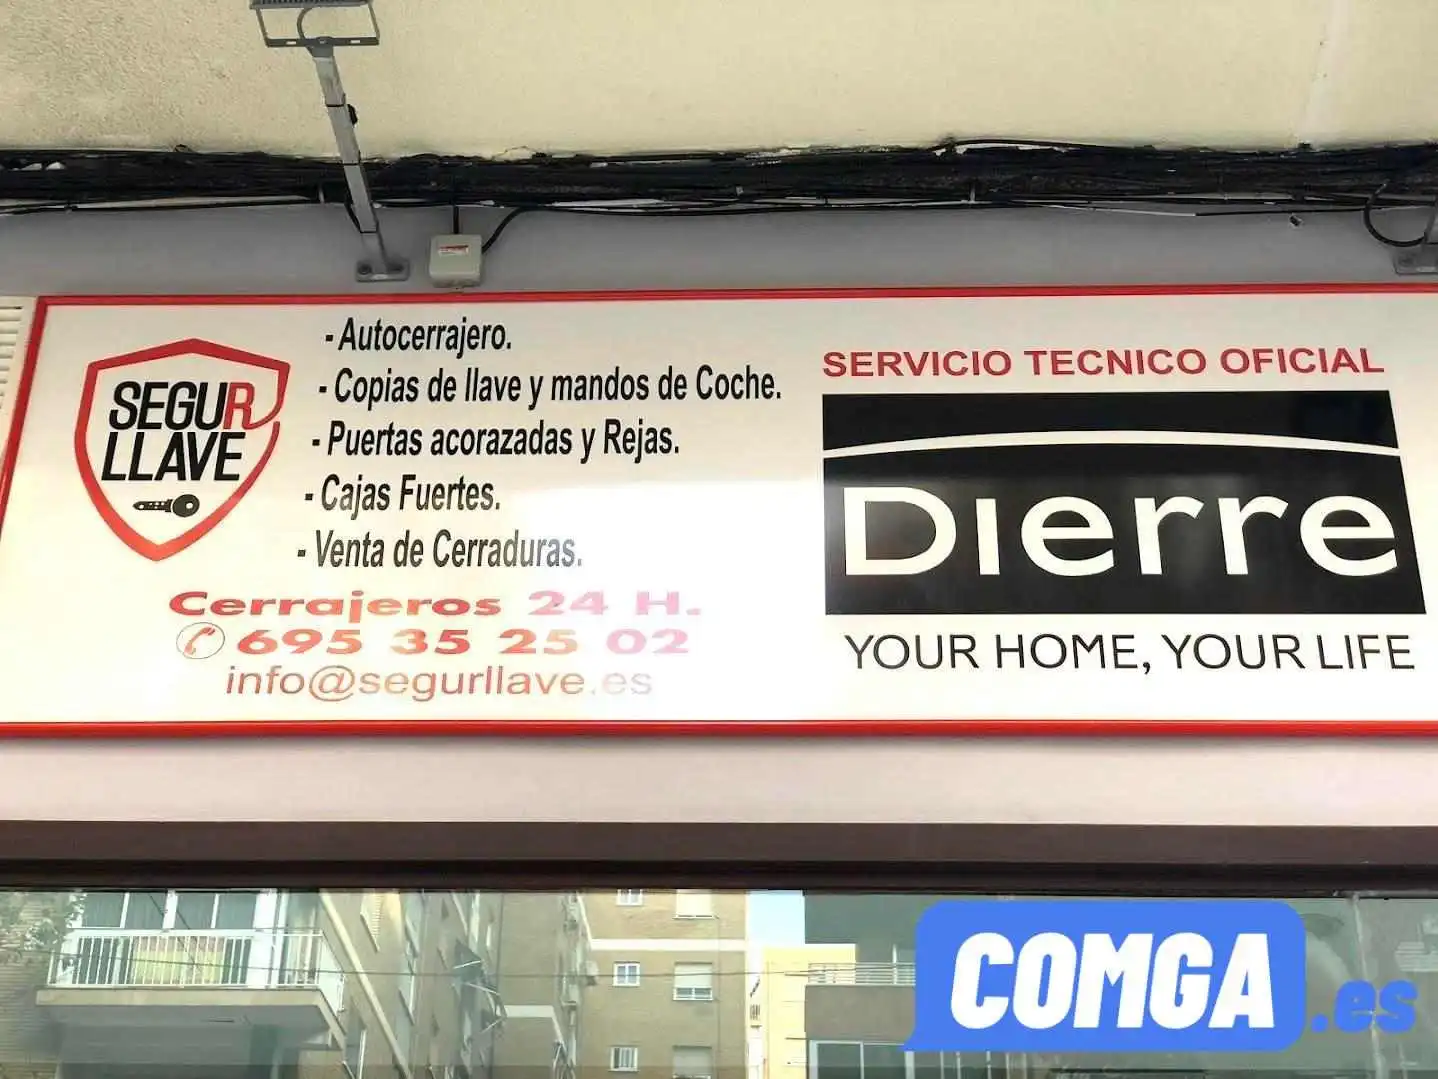 SEGUR
LLAVE
- Autocerrajero.
- Copias de llave y mandos de Coche.
- Puertas acorazadas y Rejas.
- Cajas Fuertes.
- Venta de Cerraduras.
Cerrajeros 24 H.
695 35 25 02
info@segurllave.es
SERVICIO TECNICO OFICIAL
Dierre
YOUR HOME, YOUR LIFE
COMGA.es